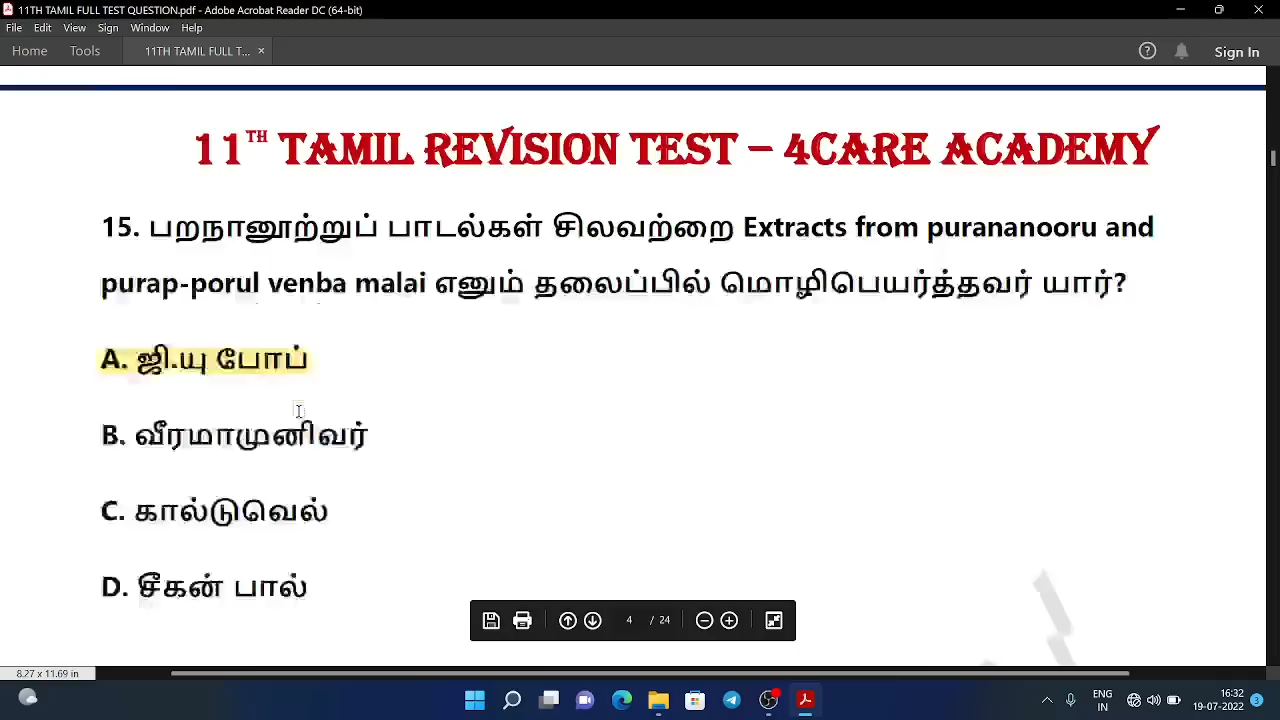 11TH TAMIL FULL TEST QUESTION.pdf - Adobe Acrobat Reader DC (64-bit)
File Edit View Sign Window Help
Home Tools 11TH TAMIL FULL T... × Sign In
11TH TAMIL REVISION TEST – 4CARE ACADEMY
15. பறநானூற்றுப் பாடல்கள் சிலவற்றை Extracts from purananooru and
purap-porul venba malai எனும் தலைப்பில் மொழிபெயர்த்தவர் யார்?
A. ஜி.யு போப்
B. வீரமாமுனிவர்
C. கால்டுவெல்
D. சீகன் பால்
4 / 24
8.27 x 11.69 in
ENG 16:32
IN 19-07-2022 3